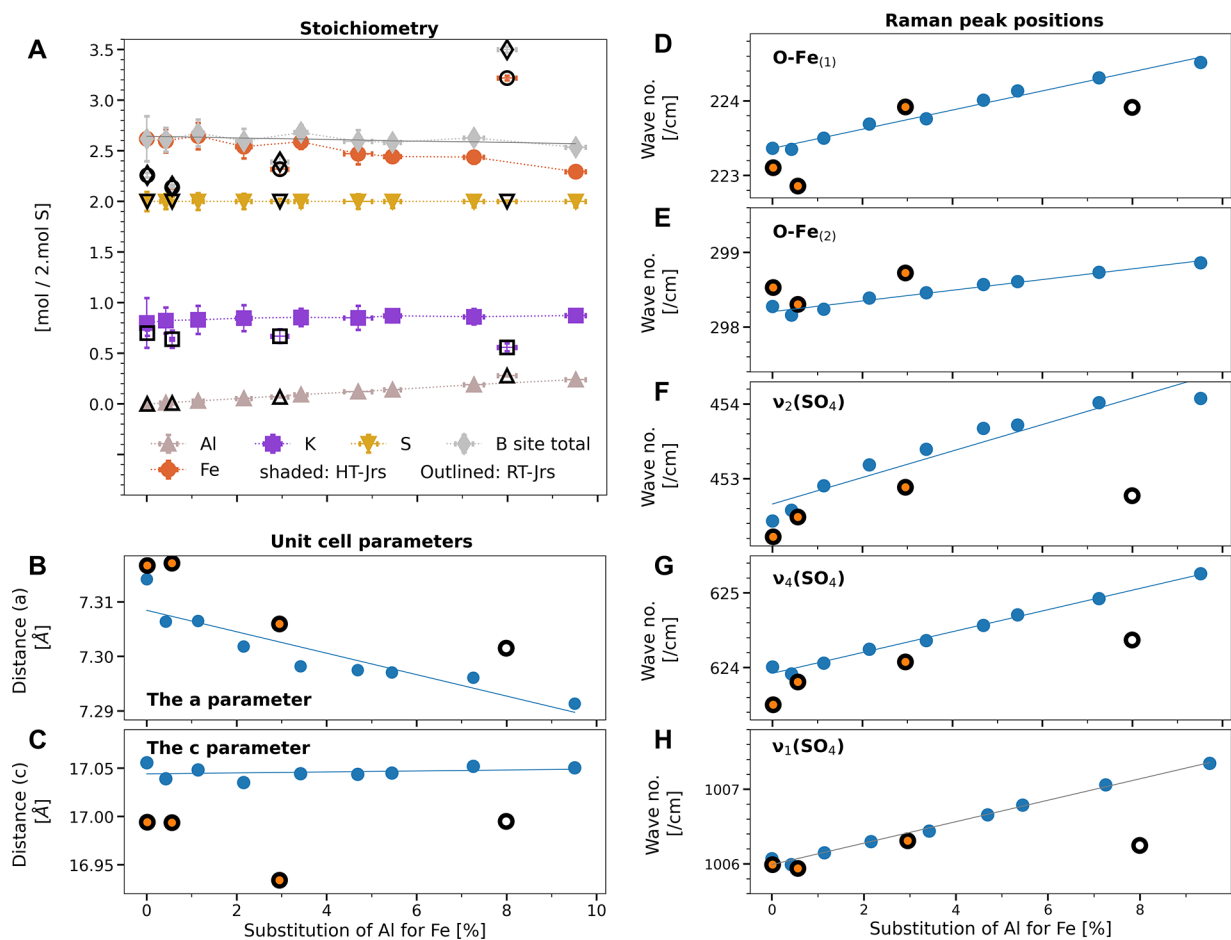 Stoichiometry
A
3.5
3.0
2.5
2.0
1.5
1.0
0.5
0.0
[mol / 2.mol S]
Al
K
S
B site total
Fe
shaded: HT-Jrs
Outlined: RT-Jrs
Unit cell parameters
B
7.31
7.30
7.29
Distance (a)
[Å]
The a parameter
C
The c parameter
17.05
17.00
16.95
Distance (c)
[Å]
0 2 4 6 8 10
Substitution of Al for Fe [%]
Raman peak positions
D
O-Fe(1)
224
223
Wave no.
[/cm]
E
O-Fe(2)
299
298
Wave no.
[/cm]
F
ν₂(SO₄)
454
453
Wave no.
[/cm]
G
ν₄(SO₄)
625
624
Wave no.
[/cm]
H
ν₁(SO₄)
1007
1006
Wave no.
[/cm]
0 2 4 6 8
Substitution of Al for Fe [%]